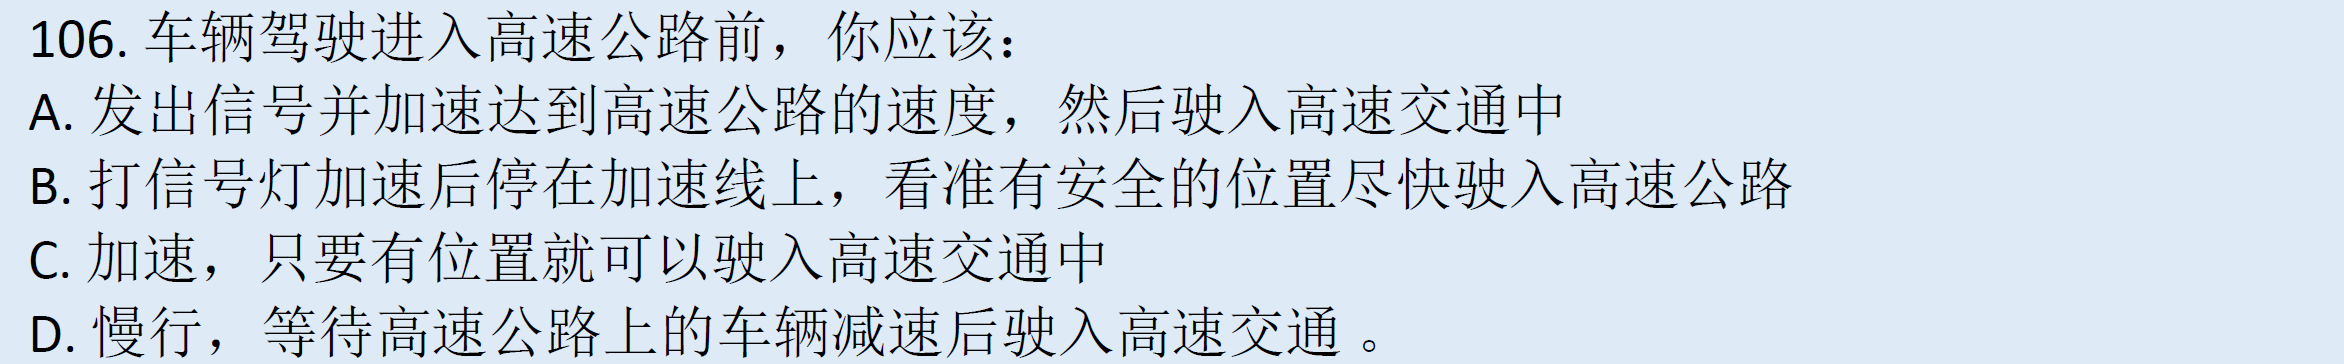 106. 车辆驾驶进入高速公路前，你应该：
A. 发出信号并加速达到高速公路的速度，然后驶入高速交通中
B. 打信号灯加速后停在加速线上，看准有安全的位置尽快驶入高速公路
C. 加速，只要有位置就可以驶入高速交通中
D. 慢行，等待高速公路上的车辆减速后驶入高速交通 。